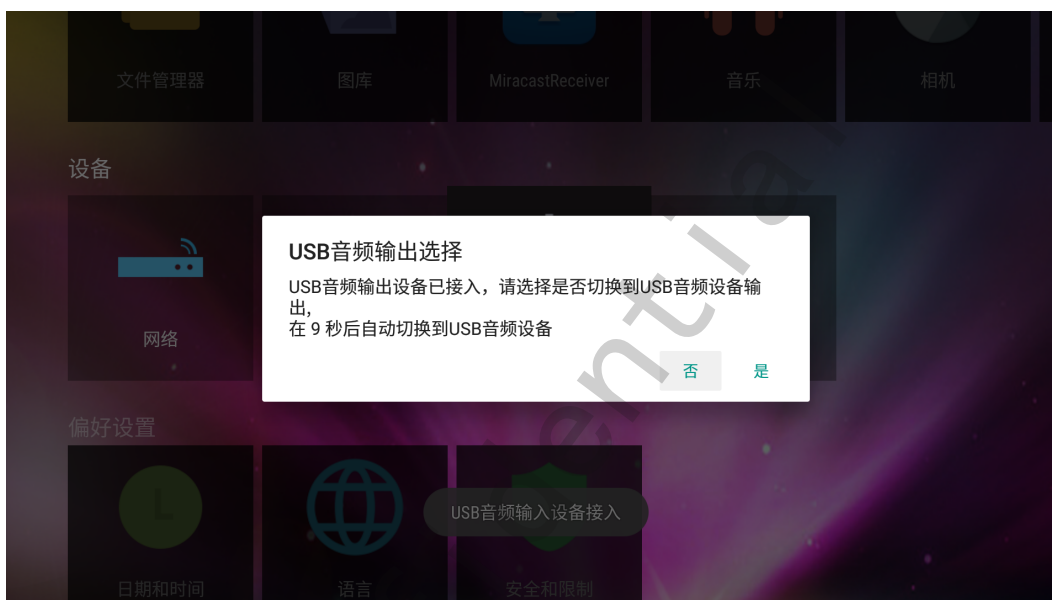 文件管理器
图库
MiracastReceiver
音乐
相机
设备
USB音频输出选择
USB音频输出设备已接入，请选择是否切换到USB音频设备输
出,
在 9 秒后自动切换到USB音频设备
否
是
网络
偏好设置
L
USB音频输入设备接入
日期和时间
语言
安全和限制